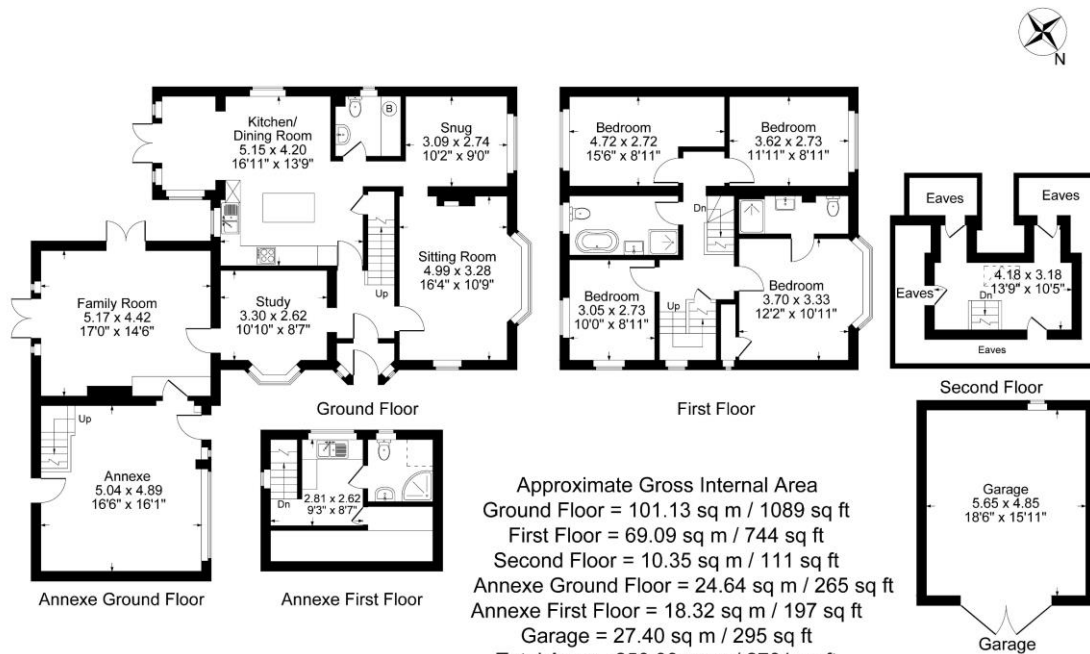 N
Kitchen/
Dining Room
5.15 x 4.20
16'11" x 13'9"
B
Snug
3.09 x 2.74
10'2" x 9'0"
Sitting Room
4.99 x 3.28
16'4" x 10'9"
Up
Family Room
5.17 x 4.42
17'0" x 14'6"
Study
3.30 x 2.62
10'10" x 8'7"
Ground Floor
Up
Annexe
5.04 x 4.89
16'6" x 16'1"
Annexe Ground Floor
Dn
2.81 x 2.62
9'3" x 8'7"
Annexe First Floor
Bedroom
4.72 x 2.72
15'6" x 8'11"
Bedroom
3.62 x 2.73
11'11" x 8'11"
Dn
Bedroom
3.05 x 2.73
10'0" x 8'11"
Up
Bedroom
3.70 x 3.33
12'2" x 10'11"
First Floor
Eaves
Eaves
Eaves
4.18 x 3.18
13'9" x 10'5"
Dn
Eaves
Second Floor
Garage
5.65 x 4.85
18'6" x 15'11"
Garage
Approximate Gross Internal Area
Ground Floor = 101.13 sq m / 1089 sq ft
First Floor = 69.09 sq m / 744 sq ft
Second Floor = 10.35 sq m / 111 sq ft
Annexe Ground Floor = 24.64 sq m / 265 sq ft
Annexe First Floor = 18.32 sq m / 197 sq ft
Garage = 27.40 sq m / 295 sq ft